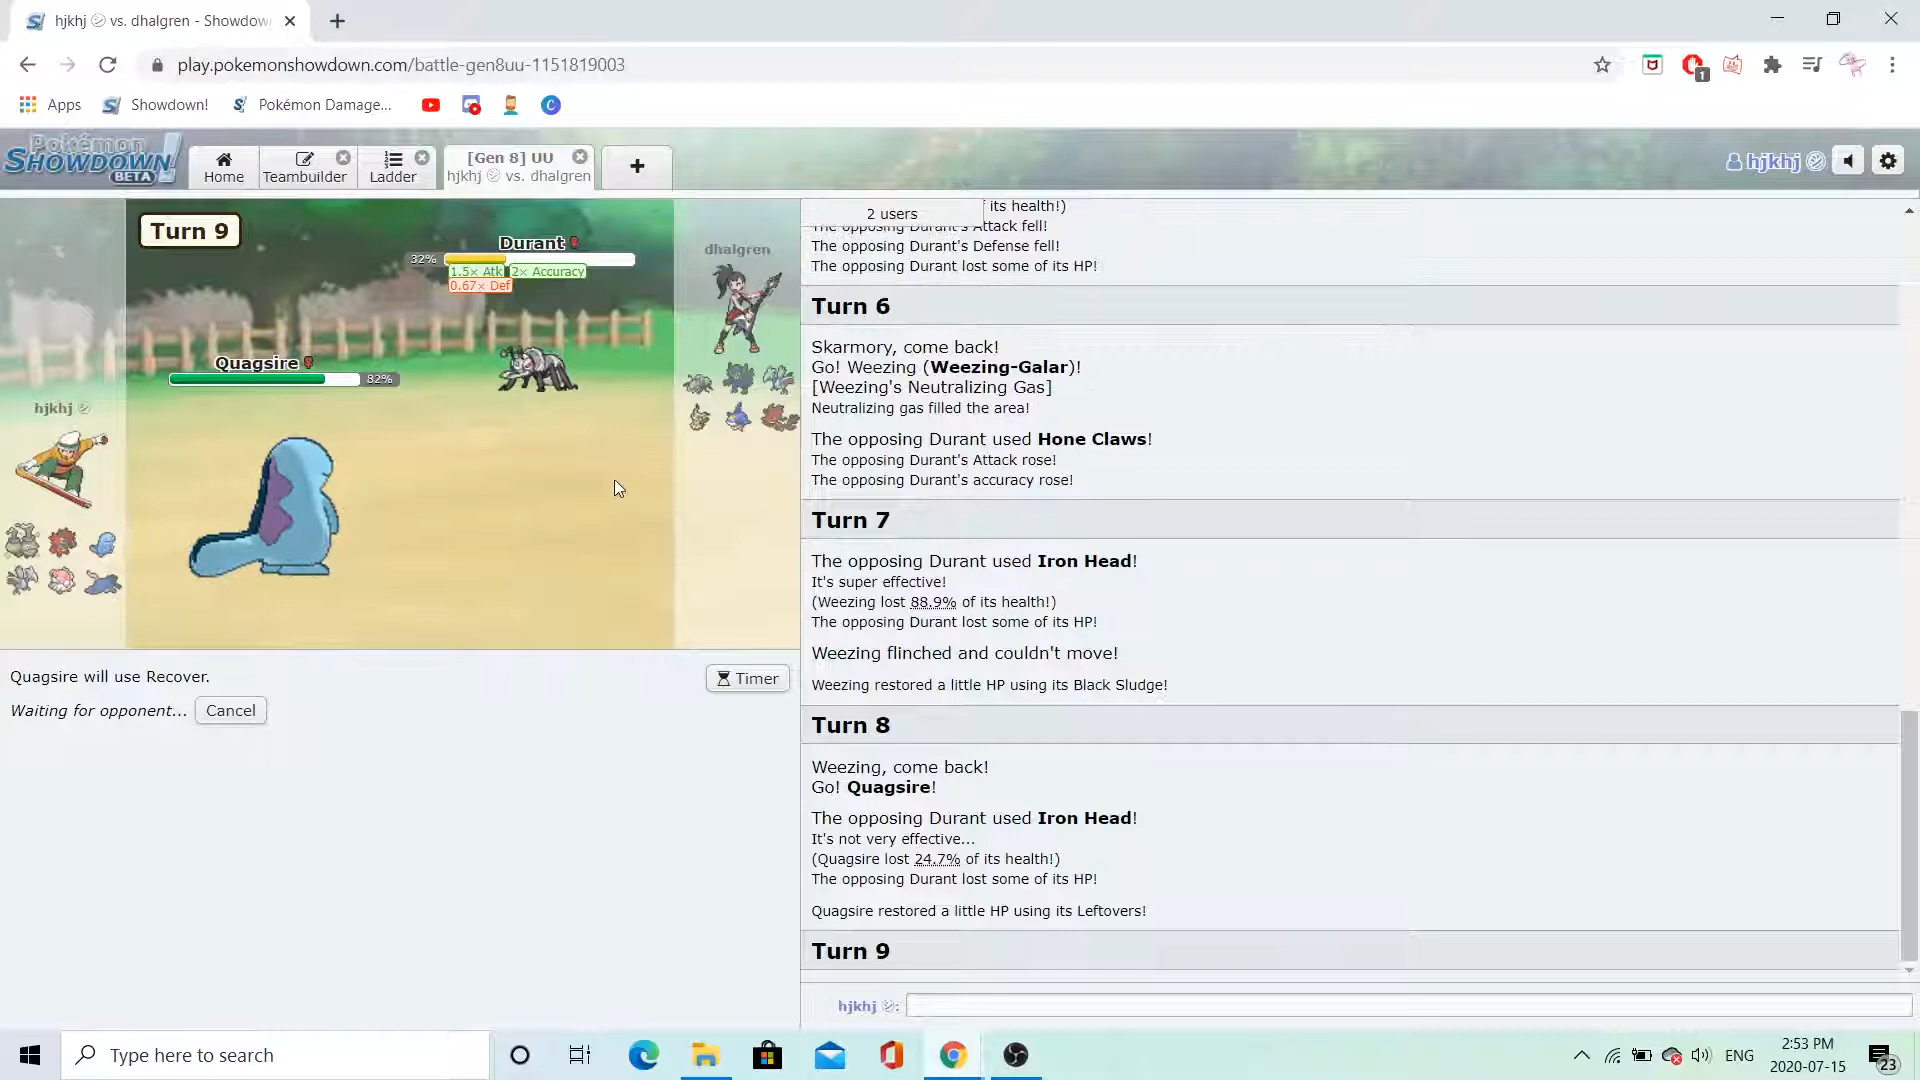 hjkhj vs. dhalgren - Showdow
play.pokemonshowdown.com/battle-gen8uu-1151819003
1
Apps
Showdown!
Pokémon Damage...
Pokémon
SHOWDOWN!
BETA
Home
Teambuilder
Ladder
[Gen 8] UU
hjkhj vs. dhalgren
+
hjkhj
Turn 9
Durant
32%
1.5× Atk 2× Accuracy
0.67× Def
Quagsire
82%
dhalgren
hjkhj
Quagsire will use Recover.
Timer
Waiting for opponent... Cancel
2 users
its health!)
The opposing Durant's Attack fell!
The opposing Durant's Defense fell!
The opposing Durant lost some of its HP!
Turn 6
Skarmory, come back!
Go! Weezing (Weezing-Galar)!
[Weezing's Neutralizing Gas]
Neutralizing gas filled the area!
The opposing Durant used Hone Claws!
The opposing Durant's Attack rose!
The opposing Durant's accuracy rose!
Turn 7
The opposing Durant used Iron Head!
It's super effective!
(Weezing lost 88.9% of its health!)
The opposing Durant lost some of its HP!
Weezing flinched and couldn't move!
Weezing restored a little HP using its Black Sludge!
Turn 8
Weezing, come back!
Go! Quagsire!
The opposing Durant used Iron Head!
It's not very effective...
(Quagsire lost 24.7% of its health!)
The opposing Durant lost some of its HP!
Quagsire restored a little HP using its Leftovers!
Turn 9
hjkhj :
Type here to search
ENG
2:53 PM
2020-07-15
23